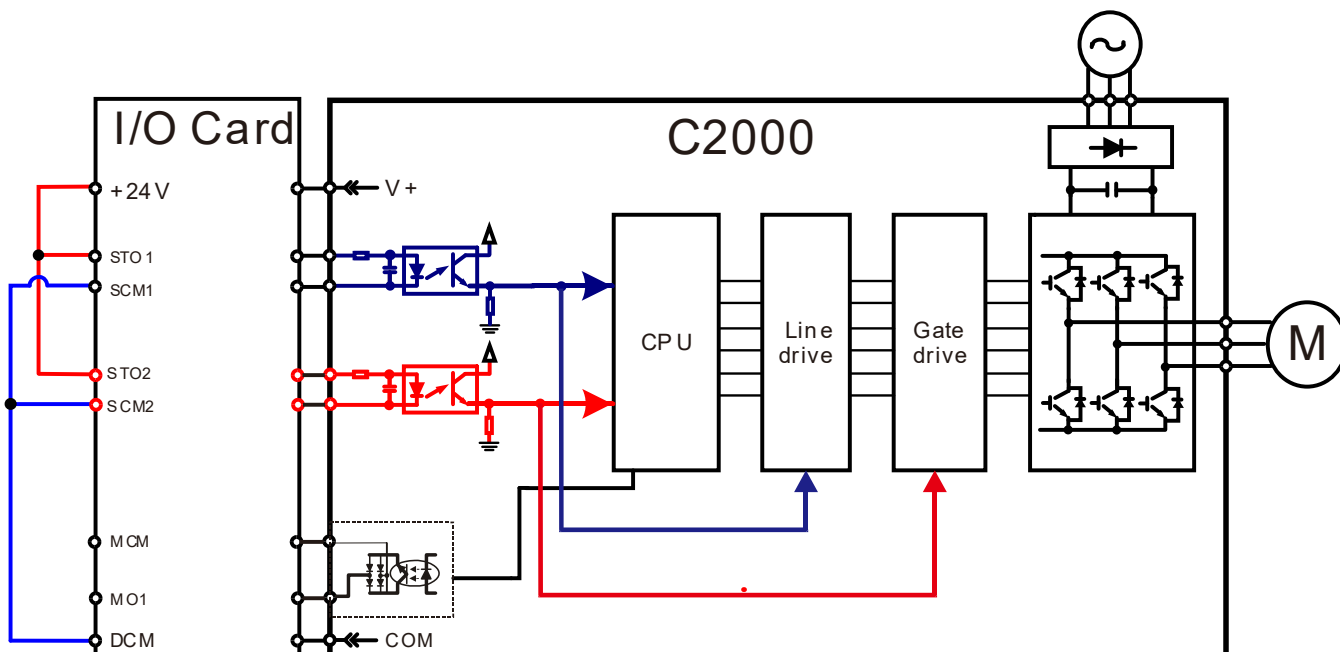 I/O Card
C2000
+24V
V+
STO1
SCM1
STO2
SCM2
CPU
Line
drive
Gate
drive
M
MCM
MO1
DCM
COM